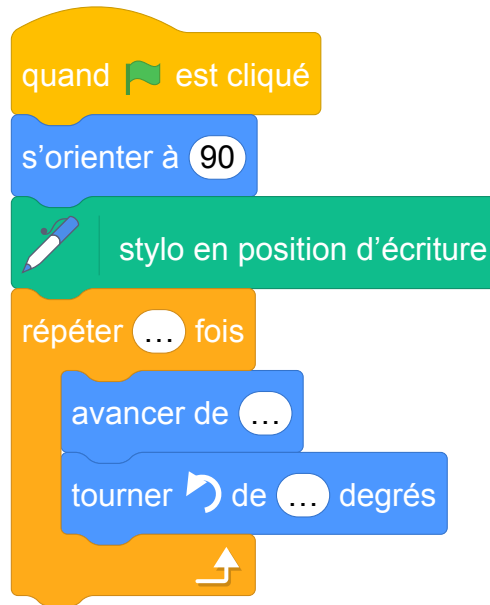 quand est cliqué
s’orienter à 90
stylo en position d’écriture
répéter ... fois
avancer de ...
tourner de ... degrés